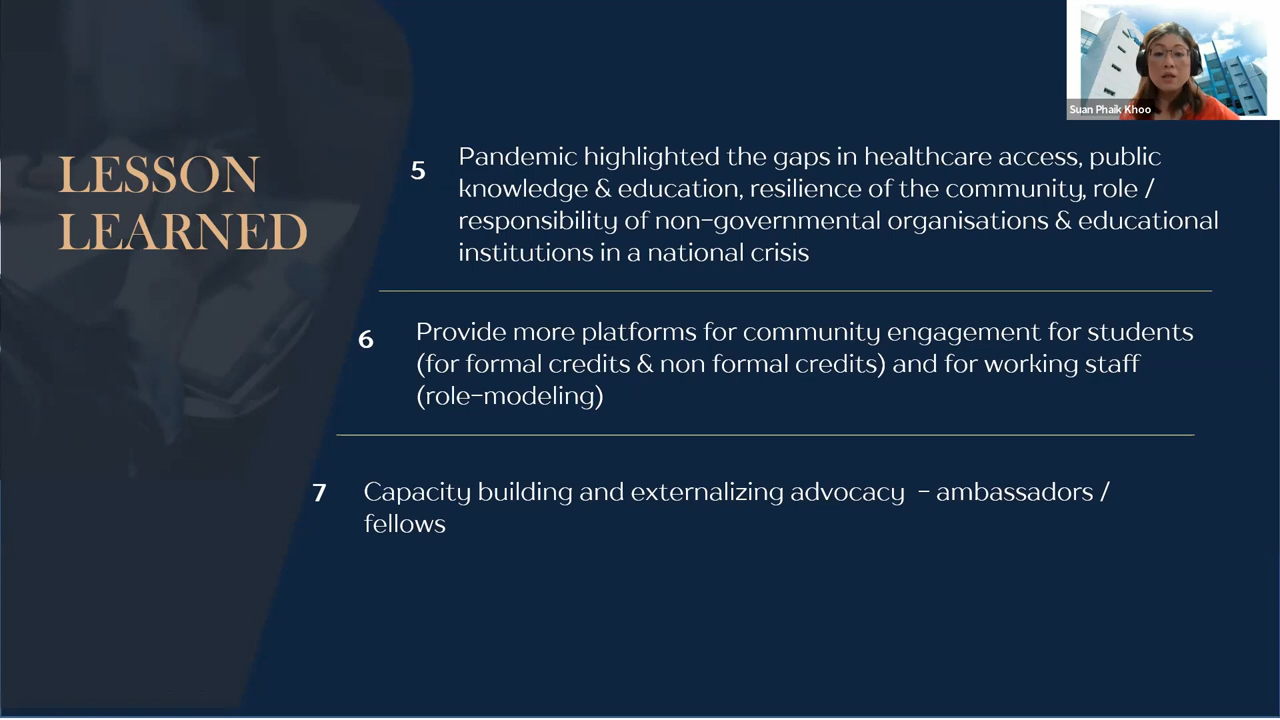 Suan Phaik Khoo
LESSON
LEARNED
5
Pandemic highlighted the gaps in healthcare access, public
knowledge & education, resilience of the community, role /
responsibility of non-governmental organisations & educational
institutions in a national crisis
6
Provide more platforms for community engagement for students
(for formal credits & non formal credits) and for working staff
(role-modeling)
7
Capacity building and externalizing advocacy - ambassadors /
fellows